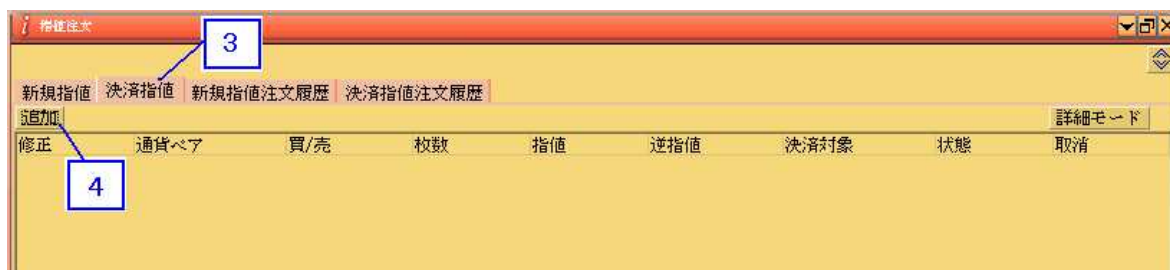 指値注文
3
新規指値 決済指値 新規指値注文履歴 決済指値注文履歴
追加 詳細モード
修正 通貨ペア 買/売 枚数 指値 逆指値 決済対象 状態 取消
4